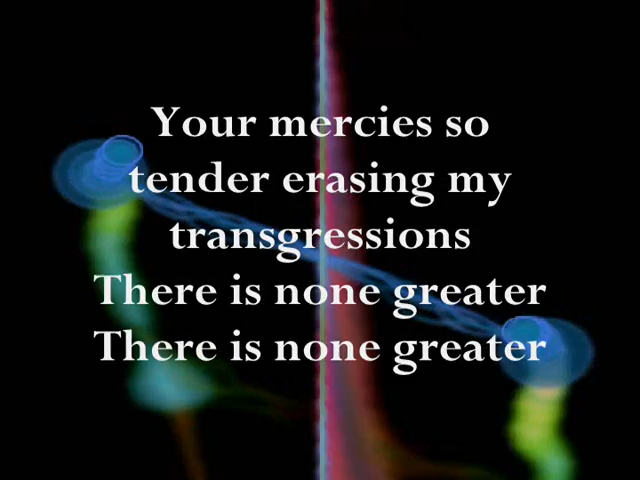 Your mercies so
tender erasing my
transgressions
There is none greater
There is none greater